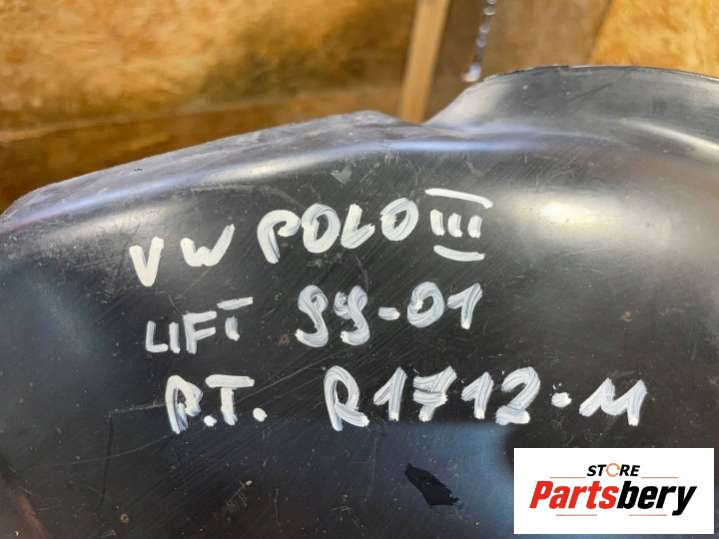 VW POLO III
LIFT 99-01
P.T. R1712-M
STORE
Partsbery